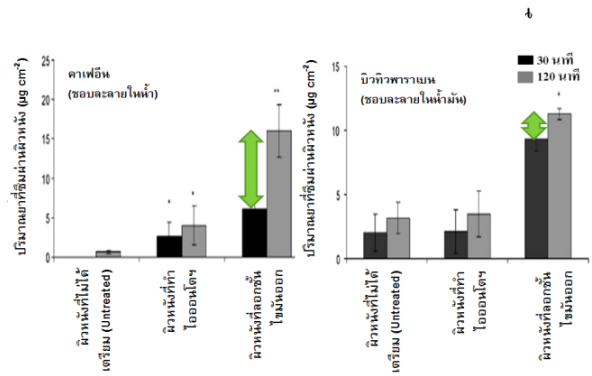 ปริมาณยาที่ซึมผ่านผิวหนัง (µg cm⁻²)
25
20
15
10
5
0
คาเฟอีน
(ชอบละลายในน้ำ)
*
*
**
ผิวหนังที่ไม่ได้
เตรียม (Untreated)
ผิวหนังที่ทำ
ไอออนโตฯ
ผิวหนังที่ลอกชั้น
ไขมันออก
ปริมาณยาที่ซึมผ่านผิวหนัง (µg cm⁻²)
15
10
5
0
บิวทิวพาราเบน
(ชอบละลายในน้ำมัน)
30 นาที
120 นาที
*
ผิวหนังที่ไม่ได้
เตรียม (Untreated)
ผิวหนังที่ทำ
ไอออนโตฯ
ผิวหนังที่ลอกชั้น
ไขมันออก